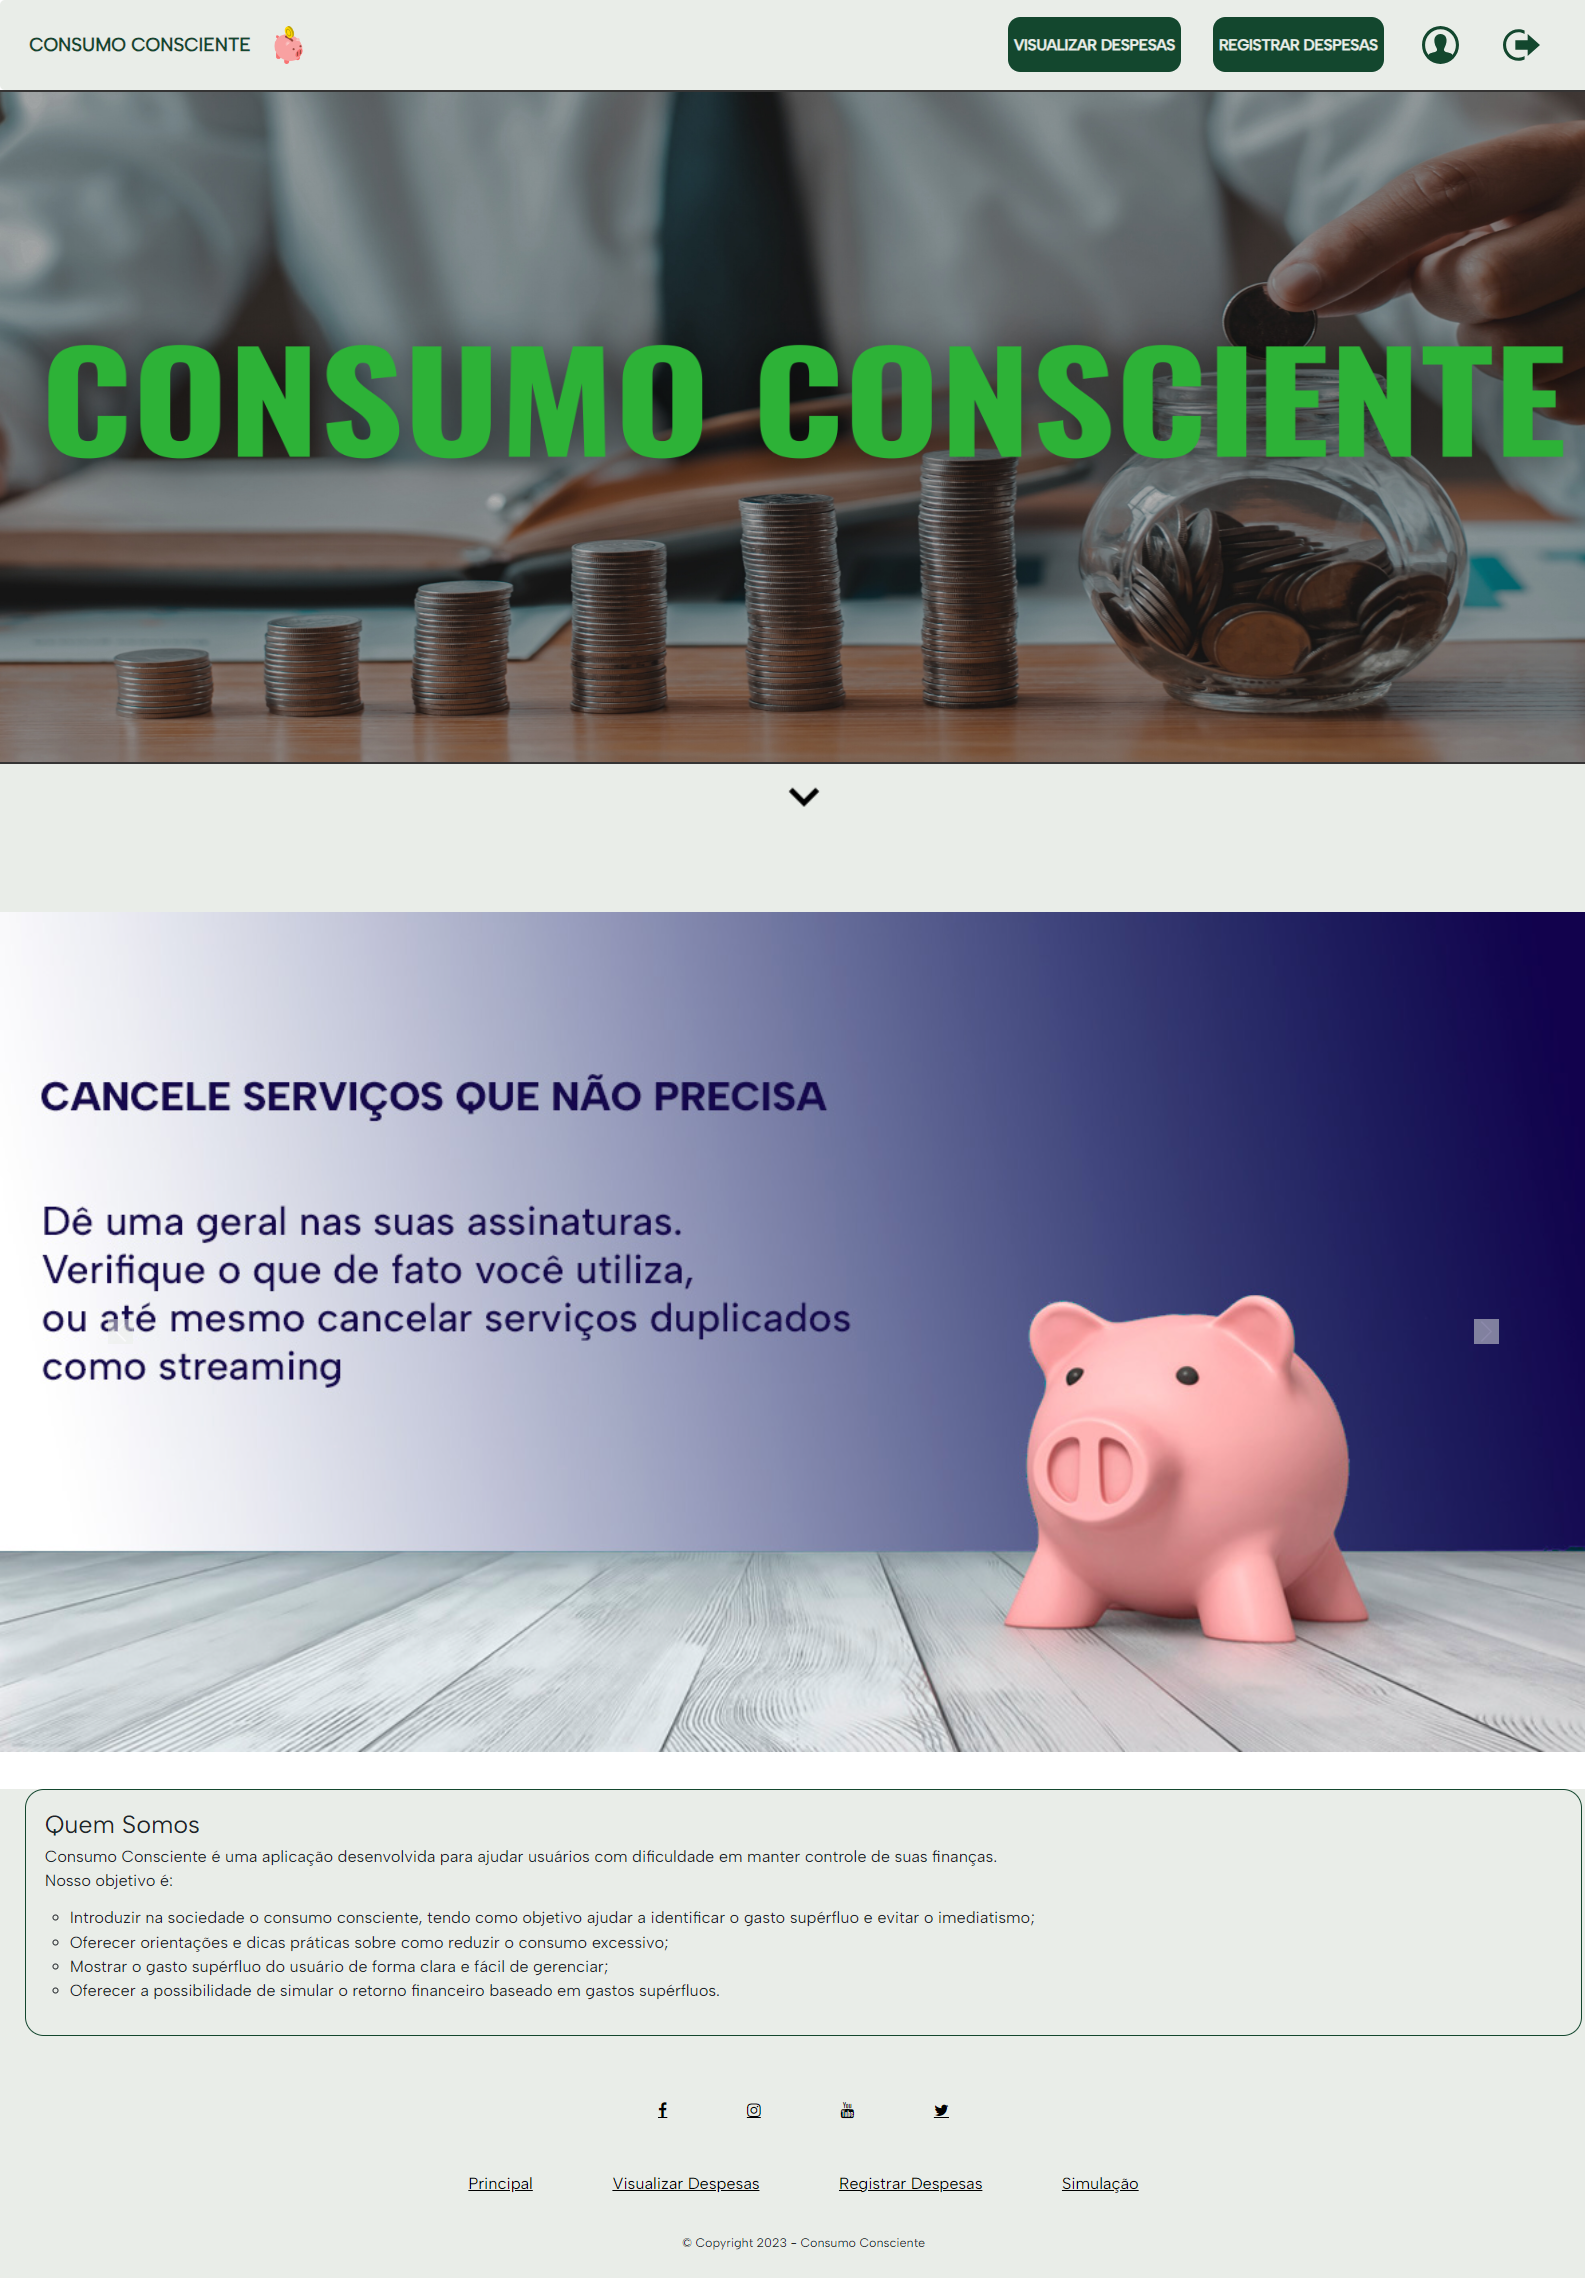 CONSUMO CONSCIENTE
VISUALIZAR DESPESAS
REGISTRAR DESPESAS
CONSUMO CONSCIENTE
CANCELE SERVIÇOS QUE NÃO PRECISA
Dê uma geral nas suas assinaturas.
Verifique o que de fato você utiliza,
ou até mesmo cancelar serviços duplicados
como streaming
Quem Somos
Consumo Consciente é uma aplicação desenvolvida para ajudar usuários com dificuldade em manter controle de suas finanças.
Nosso objetivo é:
Introduzir na sociedade o consumo consciente, tendo como objetivo ajudar a identificar o gasto supérfluo e evitar o imediatismo;
Oferecer orientações e dicas práticas sobre como reduzir o consumo excessivo;
Mostrar o gasto supérfluo do usuário de forma clara e fácil de gerenciar;
Oferecer a possibilidade de simular o retorno financeiro baseado em gastos supérfluos.
You
Tube
Principal
Visualizar Despesas
Registrar Despesas
Simulação
© Copyright 2023 - Consumo Consciente